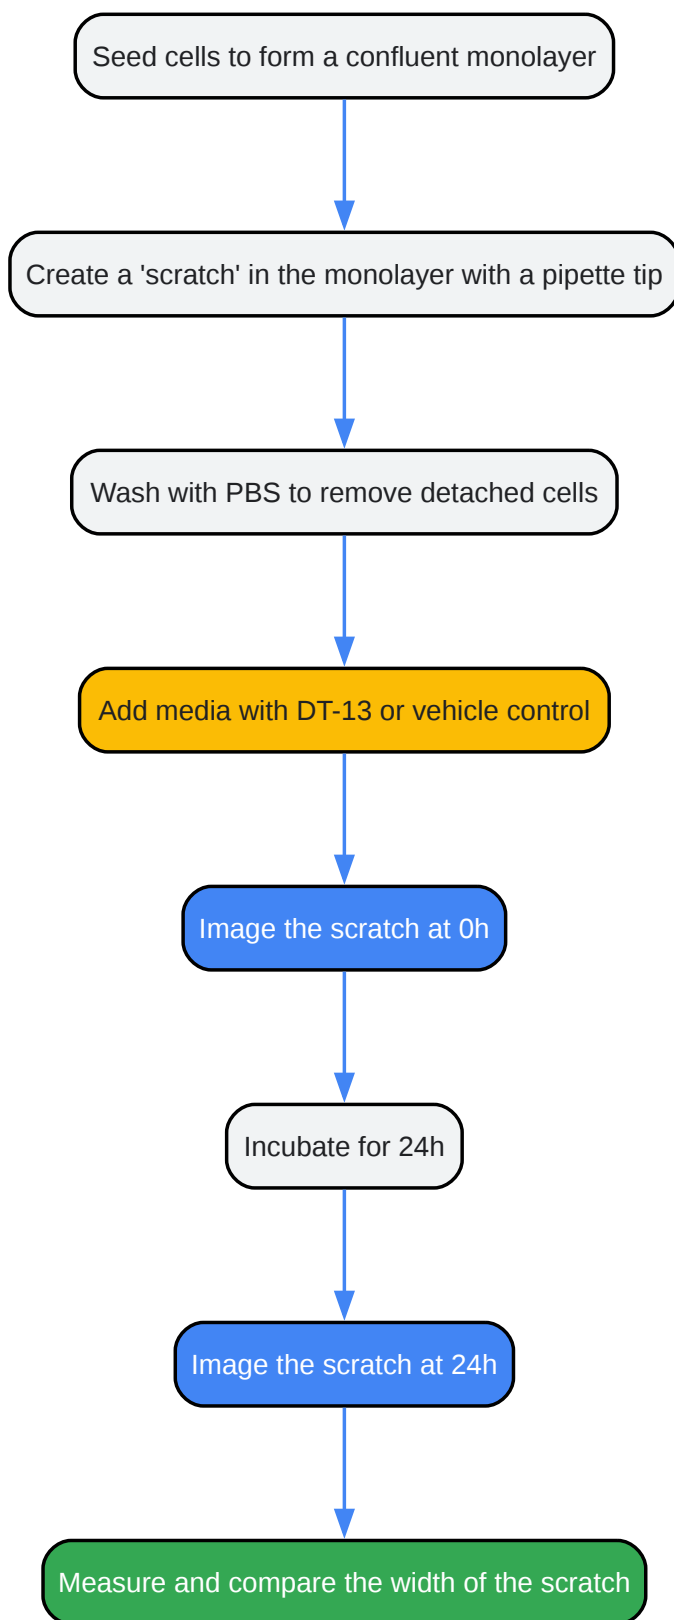 Seed cells to form a confluent monolayer
Create a 'scratch' in the monolayer with a pipette tip
Wash with PBS to remove detached cells
Add media with DT-13 or vehicle control
Image the scratch at 0h
Incubate for 24h
Image the scratch at 24h
Measure and compare the width of the scratch